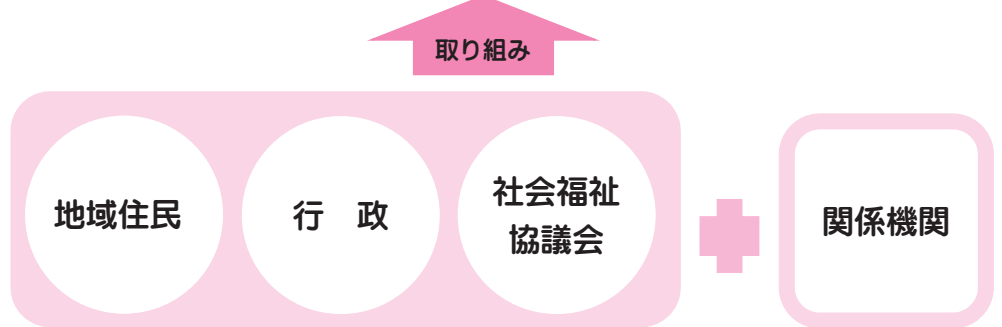 取り組み
地域住民
行　政
社会福祉
協議会
関係機関